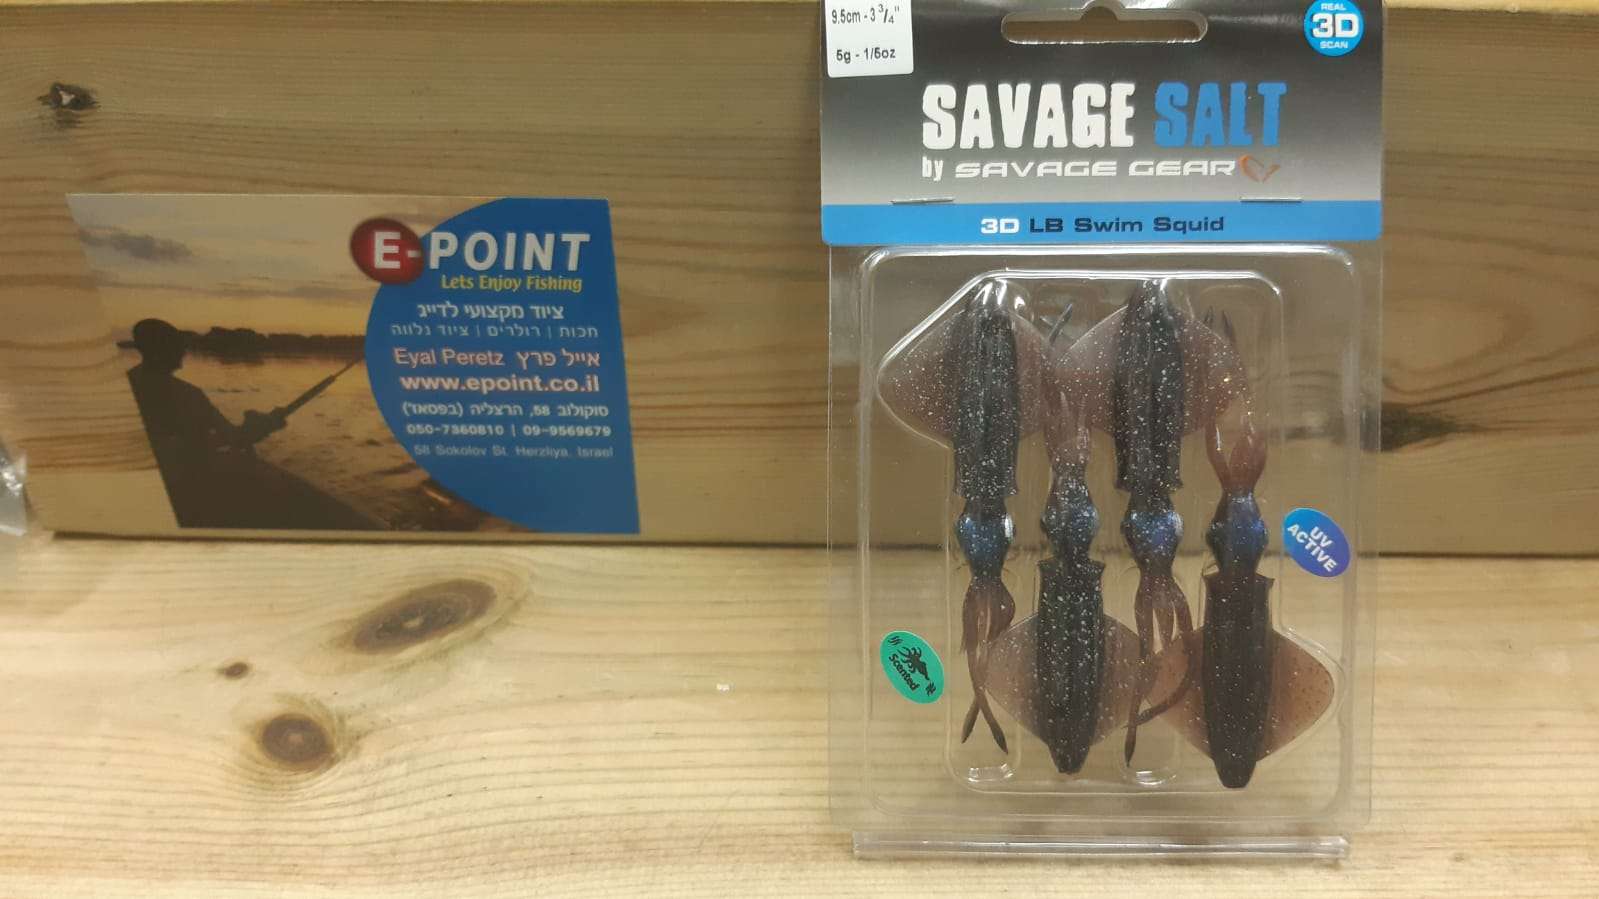 E-POINT
Lets Enjoy Fishing
ציוד מקצועי לדייג
חכות | רולרים | ציוד נלווה
Eyal Peretz אייל פרץ
www.epoint.co.il
סוקולוב 58, הרצליה (בפסאז')
050-7360810 | 09-9569679
58 Sokolov St. Herzliya, Israel
9.5cm - 3 3/4"
5g - 1/5oz
REAL
3D
SCAN
SAVAGE SALT
by SAVAGE GEAR
3D LB Swim Squid
UV
ACTIVE
Scented